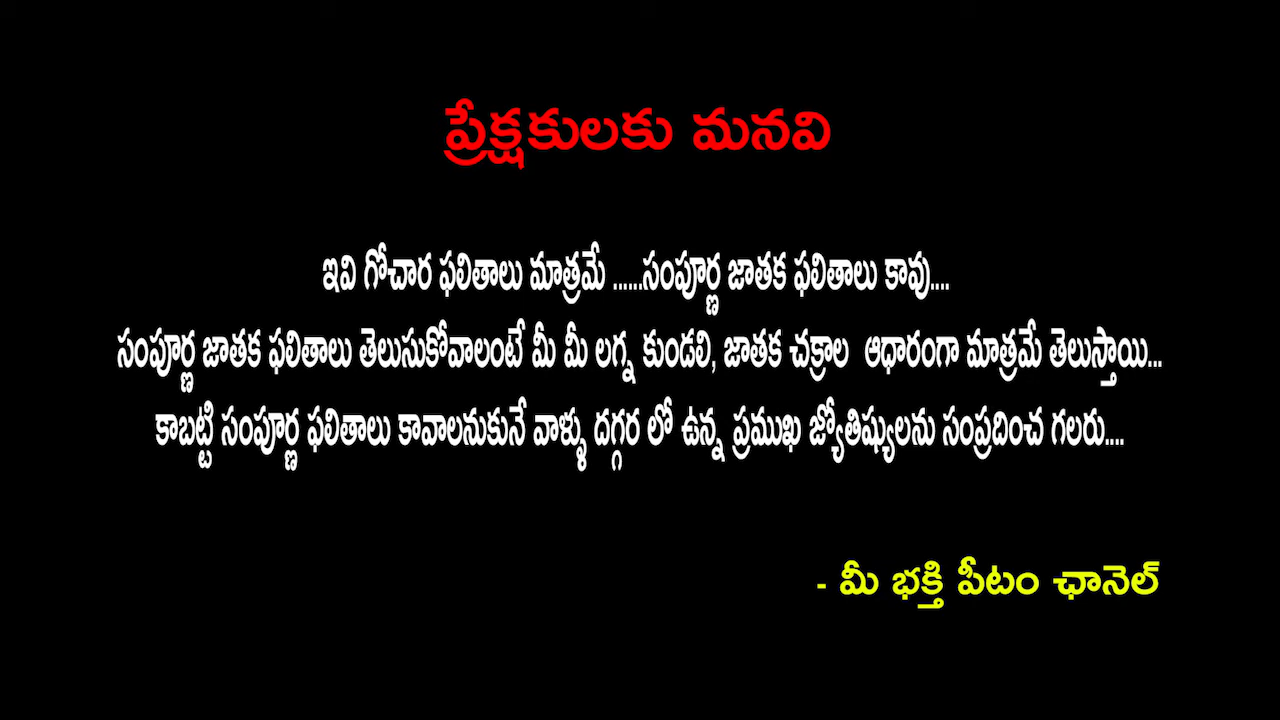 ప్రేక్షకులకు మనవి
ఇవి గోచార ఫలితాలు మాత్రమే ......సంపూర్ణ జాతక ఫలితాలు కావు....
సంపూర్ణ జాతక ఫలితాలు తెలుసుకోవాలంటే మీ మీ లగ్న కుండలి, జాతక చక్రాల ఆధారంగా మాత్రమే తెలుస్తాయి...
కాబట్టి సంపూర్ణ ఫలితాలు కావాలనుకునే వాళ్ళు దగ్గర లో ఉన్న ప్రముఖ జ్యోతిష్యులను సంప్రదించ గలరు....
- మీ భక్తి పీటం ఛానెల్